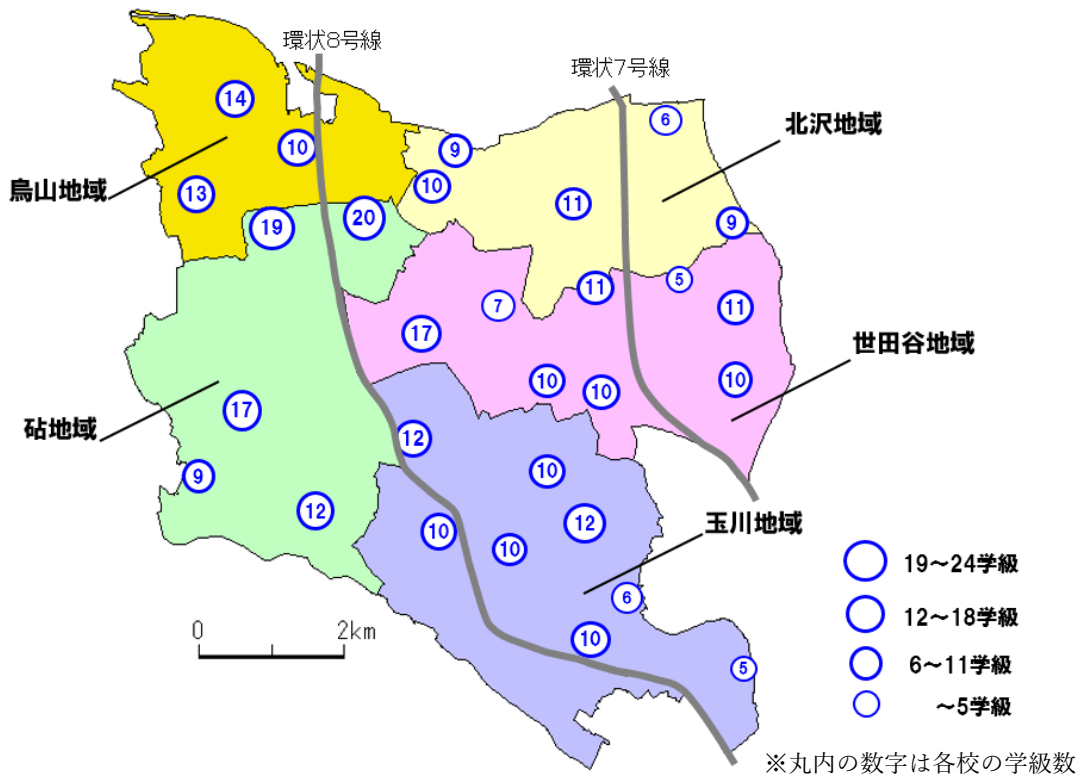 環状8号線
環状7号線
14
6
北沢地域
10
9
烏山地域
13
10
11
19
20
9
11
5
7
11
17
世田谷地域
10
10
10
17
砧地域
12
9
10
12
12
玉川地域
10
10
6
10
5
0
2km
19～24学級
12～18学級
6～11学級
～5学級
※丸内の数字は各校の学級数